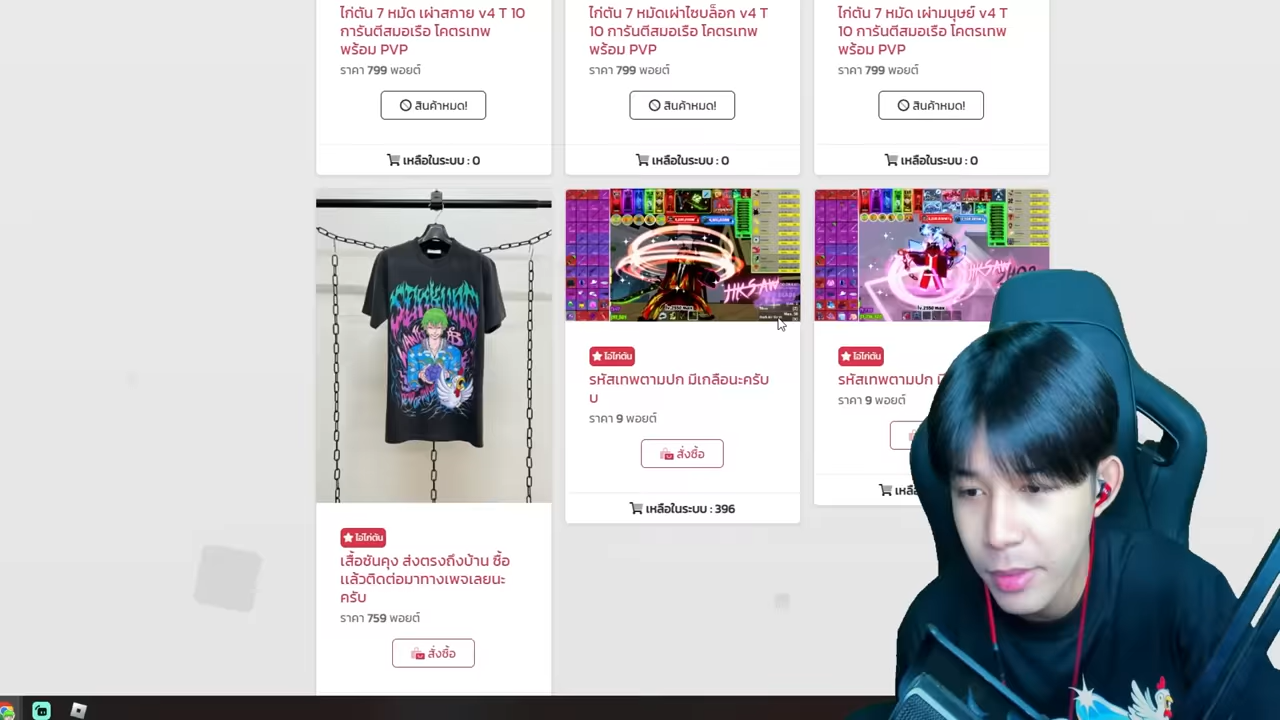 ไก่ตัน 7 หมัด เผ่าสกาย v4 T 10
การันตีสมอเรือ โคตรเทพ
พร้อม PVP
ราคา 799 พอยต์
สินค้าหมด!
เหลือในระบบ : 0
ไก่ตัน 7 หมัดเผ่าไซบล็อก v4 T
10 การันตีสมอเรือ โคตรเทพ
พร้อม PVP
ราคา 799 พอยต์
สินค้าหมด!
เหลือในระบบ : 0
ไก่ตัน 7 หมัด เผ่ามนุษย์ v4 T
10 การันตีสมอเรือ โคตรเทพ
พร้อม PVP
ราคา 799 พอยต์
สินค้าหมด!
เหลือในระบบ : 0
ไอ่ไก่ตัน
เสื้อซันคุง ส่งตรงถึงบ้าน ซื้อ
เเล้วติดต่อมาทางเพจเลยนะ
ครับ
ราคา 759 พอยต์
สั่งซื้อ
HKSAW
ไอ่ไก่ตัน
รหัสเทพตามปก มีเกลือนะครับ
บ
ราคา 9 พอยต์
สั่งซื้อ
เหลือในระบบ : 396
HKSAW
ไอ่ไก่ตัน
รหัสเทพตามปก
ราคา 9 พอยต์